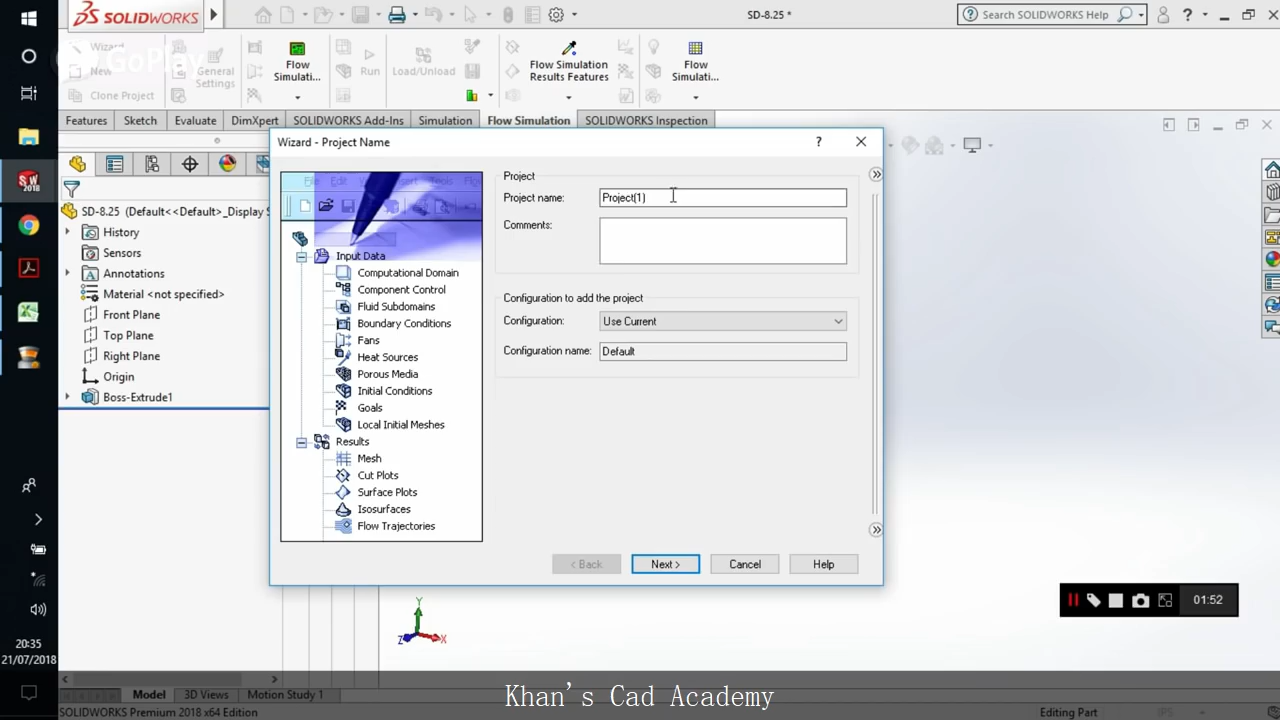 SOLIDWORKS
SD-8.25 *
Search SOLIDWORKS Help
?
Wizard
New
Clone Project
General Settings
Flow Simulati...
Run
Load/Unload
Flow Simulation Results Features
Flow Simulati...
GoPlay
Features
Sketch
Evaluate
DimXpert
SOLIDWORKS Add-Ins
Simulation
Flow Simulation
SOLIDWORKS Inspection
SD-8.25 (Default<<Default>_Display S
History
Sensors
Annotations
Material <not specified>
Front Plane
Top Plane
Right Plane
Origin
Boss-Extrude1
Wizard - Project Name
?
Input Data
Computational Domain
Component Control
Fluid Subdomains
Boundary Conditions
Fans
Heat Sources
Porous Media
Initial Conditions
Goals
Local Initial Meshes
Results
Mesh
Cut Plots
Surface Plots
Isosurfaces
Flow Trajectories
Project
Project name:
Project(1)
Comments:
Configuration to add the project
Configuration:
Use Current
Configuration name:
Default
< Back
Next >
Cancel
Help
Y
Z
X
01:52
20:35
21/07/2018
Model
3D Views
Motion Study 1
Khan's Cad Academy
SOLIDWORKS Premium 2018 x64 Edition
Editing Part
IPS